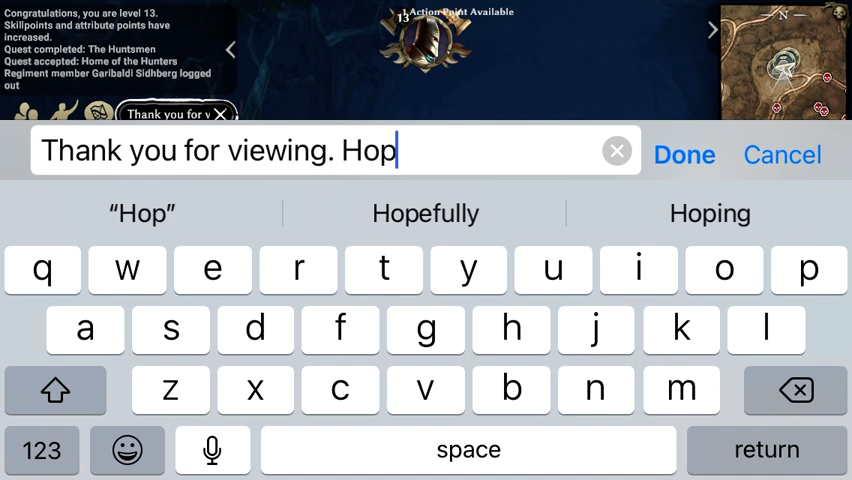 Congratulations, you are level 13.
Skillpoints and attribute points have
increased.
Quest completed: The Huntsmen
Quest accepted: Home of the Hunters
Regiment member Garibaldi Sidhberg logged
out
1 Action Point Available
13
N
Thank you for v
Thank you for viewing. Hop
Done
Cancel
“Hop”
Hopefully
Hoping
q w e r t y u i o p
a s d f g h j k l
z x c v b n m
123
space
return